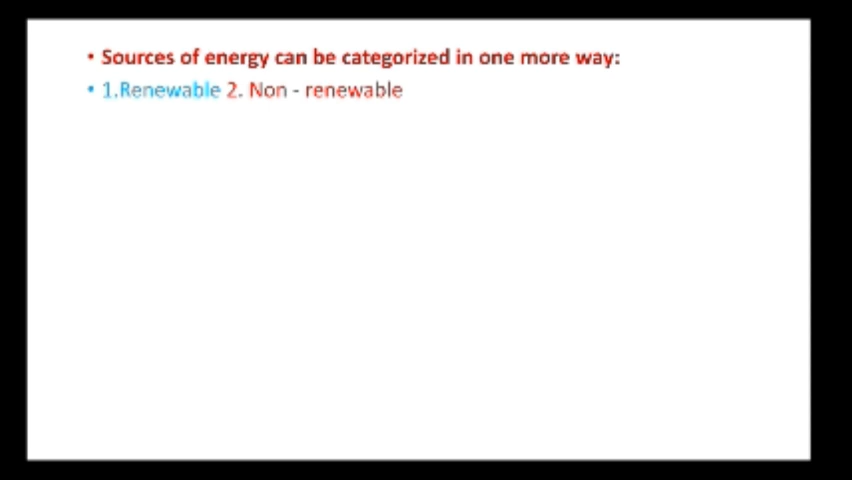 • Sources of energy can be categorized in one more way:
• 1.Renewable 2. Non - renewable